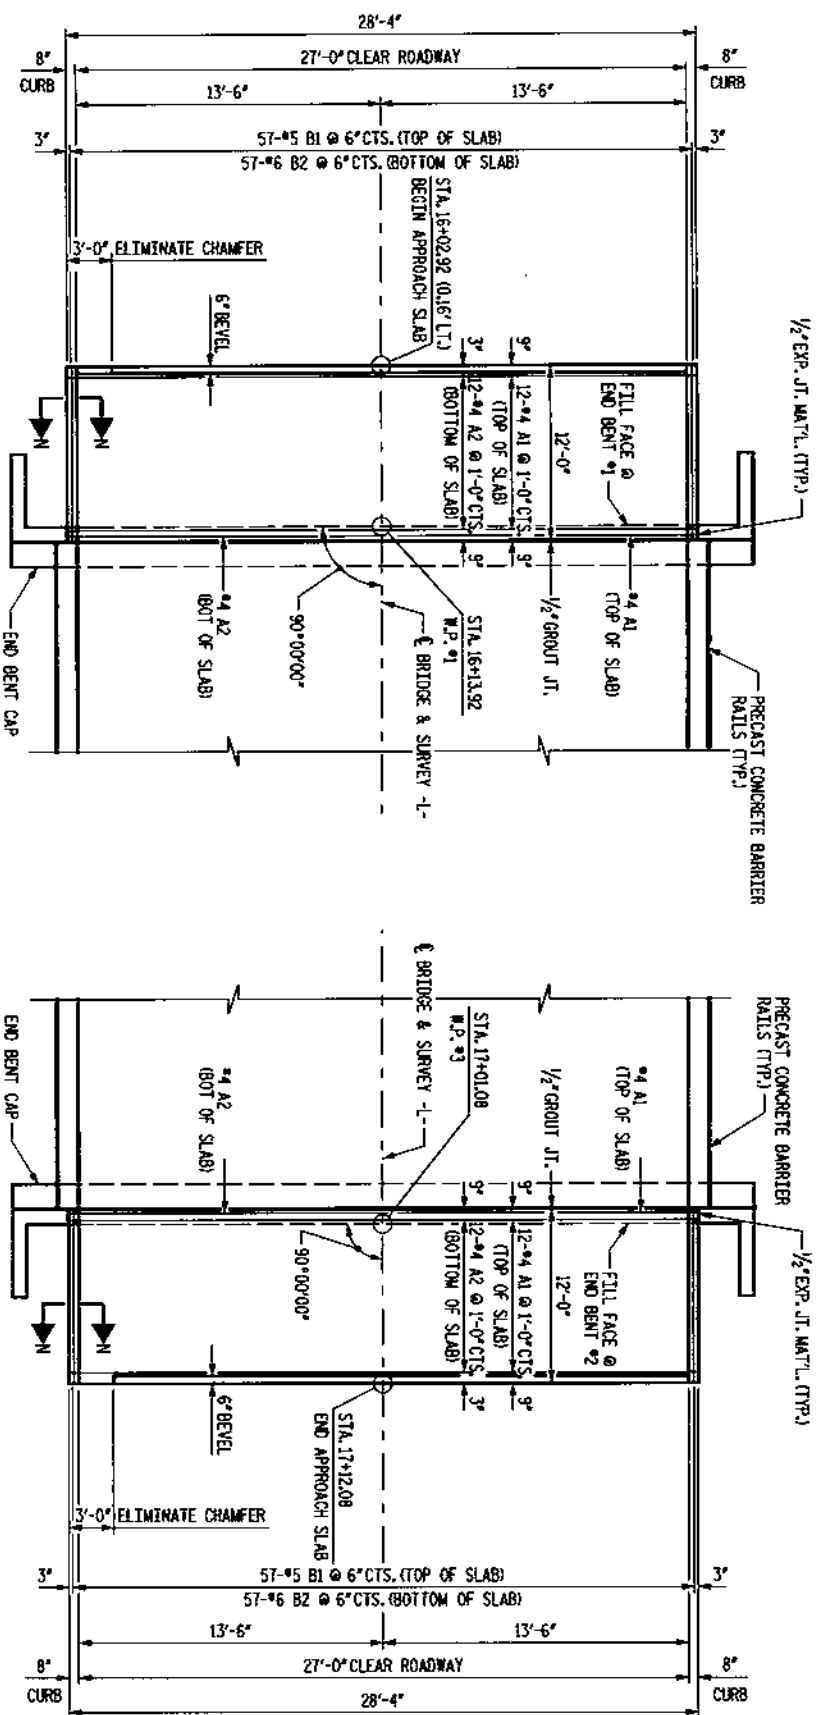 28'-4"
27'-0" CLEAR ROADWAY
8"
CURB
8"
CURB
13'-6"
13'-6"
3"
3"
57-#5 B1 @ 6"CTS. (TOP OF SLAB)
57-#6 B2 @ 6"CTS. (BOTTOM OF SLAB)
STA. 16+02.92 (0.16' LT.)
BEGIN APPROACH SLAB
3'-0" ELIMINATE CHAMFER
6" BEVEL
3"
9"
12-#4 A2 @ 1'-0" CTS.
(BOTTOM OF SLAB)
12-#4 A1 @ 1'-0" CTS.
(TOP OF SLAB)
12'-0"
FILL FACE @
END BENT #1
1/2" EXP. JT. MAT'L. (TYP.)
N
N
9"
9"
#4 A2
(BOT OF SLAB)
90°00'00"
STA. 16+13.92
W.P. #1
1/2" GROUT JT.
#4 A1
(TOP OF SLAB)
END BENT CAP
℄ BRIDGE & SURVEY -L-
PRECAST CONCRETE BARRIER
RAILS (TYP.)
℄ BRIDGE & SURVEY -L-
PRECAST CONCRETE BARRIER
RAILS (TYP.)
END BENT CAP
#4 A2
(BOT OF SLAB)
STA. 17+01.08
W.P. #3
1/2" GROUT JT.
#4 A1
(TOP OF SLAB)
9"
9"
90°00'00"
12-#4 A2 @ 1'-0" CTS.
(BOTTOM OF SLAB)
12-#4 A1 @ 1'-0" CTS.
(TOP OF SLAB)
12'-0"
FILL FACE @
END BENT #2
1/2" EXP. JT. MAT'L. (TYP.)
N
N
3"
9"
6" BEVEL
STA. 17+12.08
END APPROACH SLAB
3'-0" ELIMINATE CHAMFER
3"
3"
57-#5 B1 @ 6"CTS. (TOP OF SLAB)
57-#6 B2 @ 6"CTS. (BOTTOM OF SLAB)
13'-6"
13'-6"
8"
CURB
8"
CURB
27'-0" CLEAR ROADWAY
28'-4"